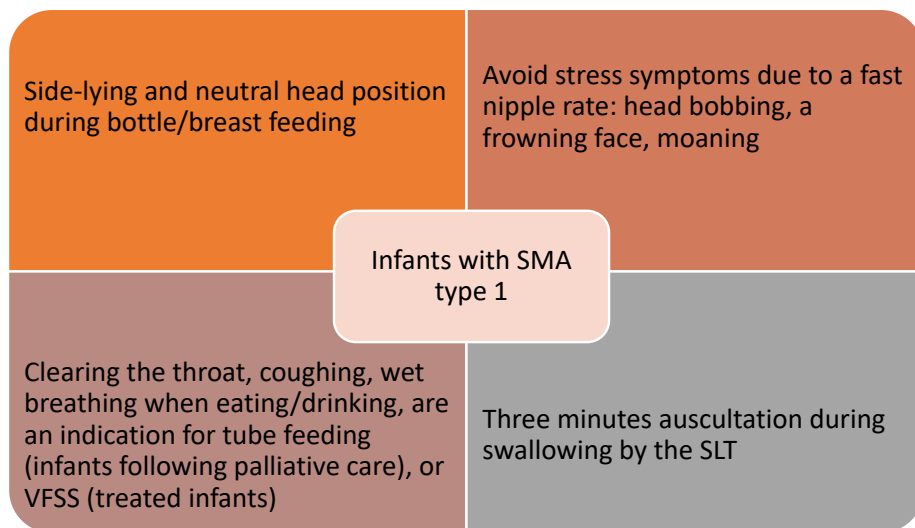 Side-lying and neutral head position
during bottle/breast feeding
Avoid stress symptoms due to a fast
nipple rate: head bobbing, a
frowning face, moaning
Infants with SMA
type 1
Clearing the throat, coughing, wet
breathing when eating/drinking, are
an indication for tube feeding
(infants following palliative care), or
VFSS (treated infants)
Three minutes auscultation during
swallowing by the SLT